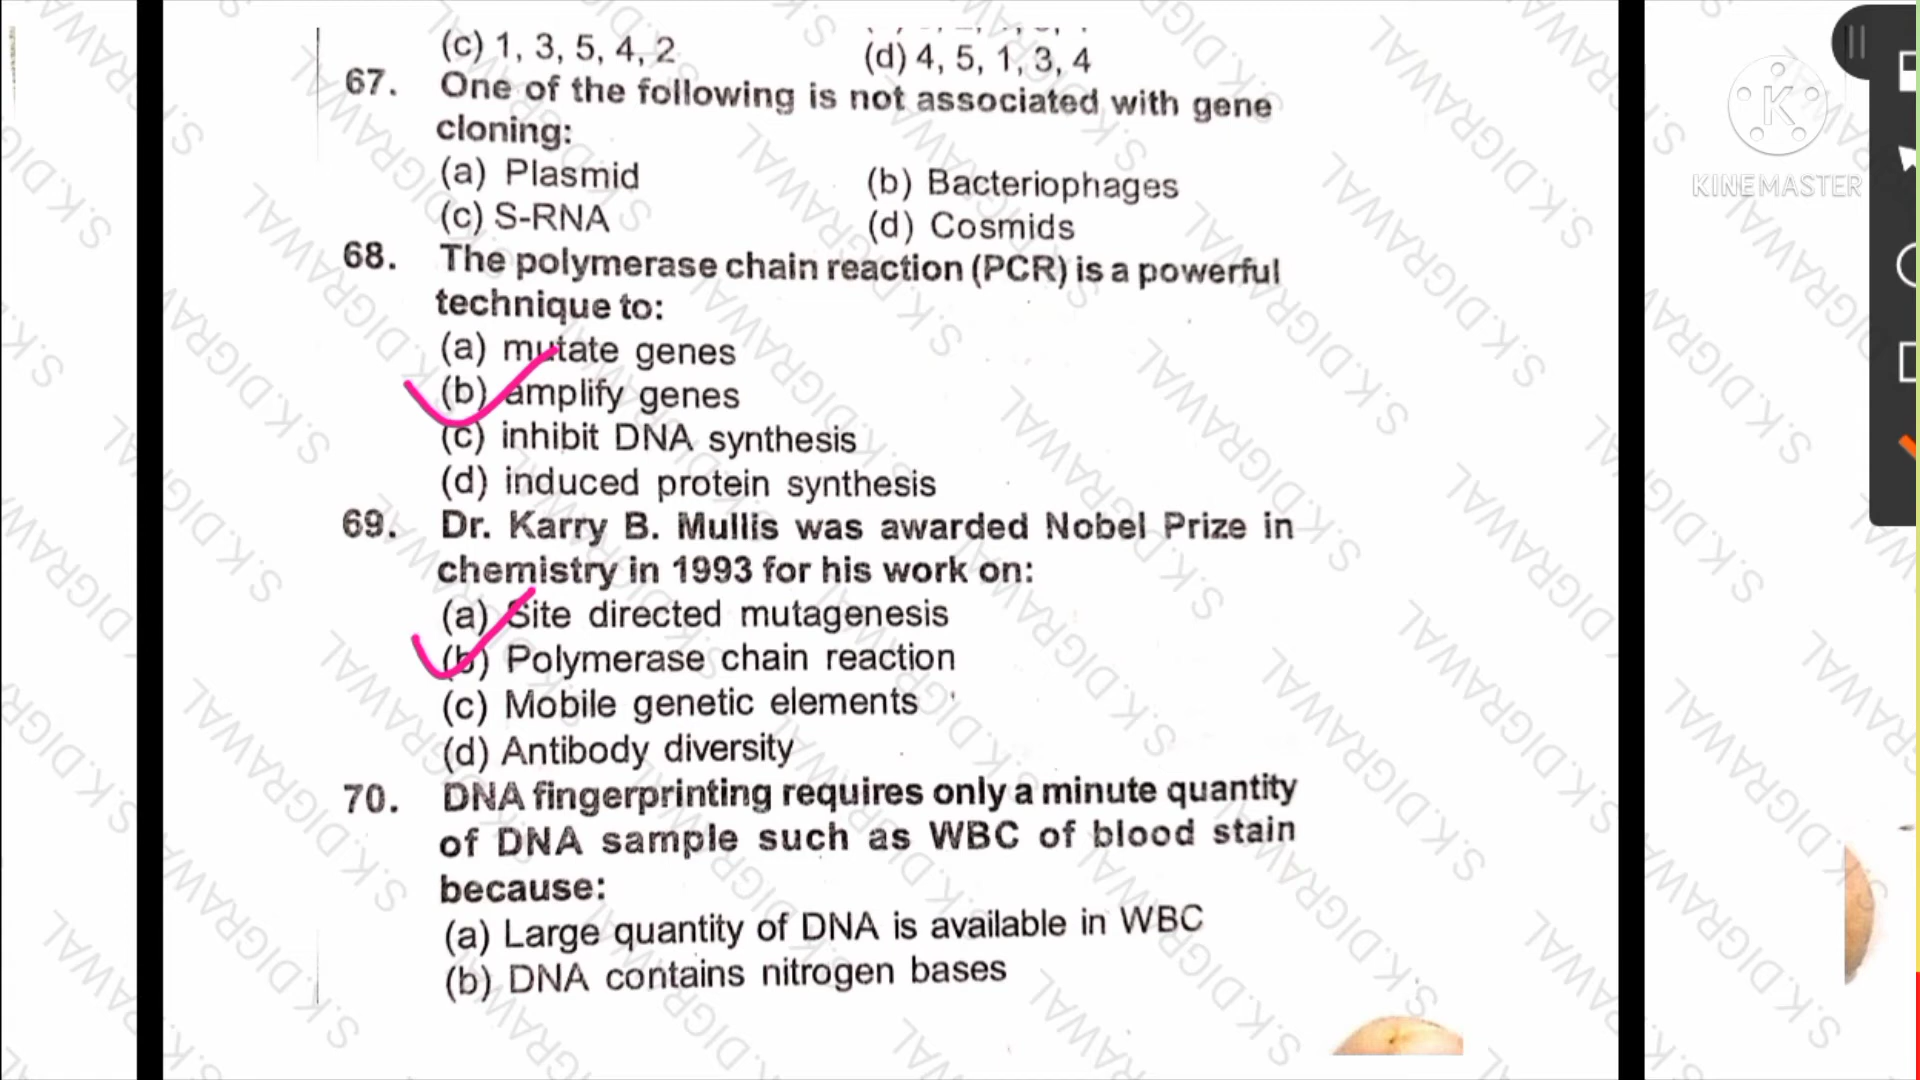 (c) 1, 3, 5, 4, 2
(d) 4, 5, 1, 3, 4
67. One of the following is not associated with gene
cloning:
(a) Plasmid
(b) Bacteriophages
(c) S-RNA
(d) Cosmids
68. The polymerase chain reaction (PCR) is a powerful
technique to:
(a) mutate genes
(b) amplify genes
(c) inhibit DNA synthesis
(d) induced protein synthesis
69. Dr. Karry B. Mullis was awarded Nobel Prize in
chemistry in 1993 for his work on:
(a) Site directed mutagenesis
(b) Polymerase chain reaction
(c) Mobile genetic elements
(d) Antibody diversity
70. DNA fingerprinting requires only a minute quantity
of DNA sample such as WBC of blood stain
because:
(a) Large quantity of DNA is available in WBC
(b) DNA contains nitrogen bases
K
KINEMASTER
S.K.DIGRAWAL